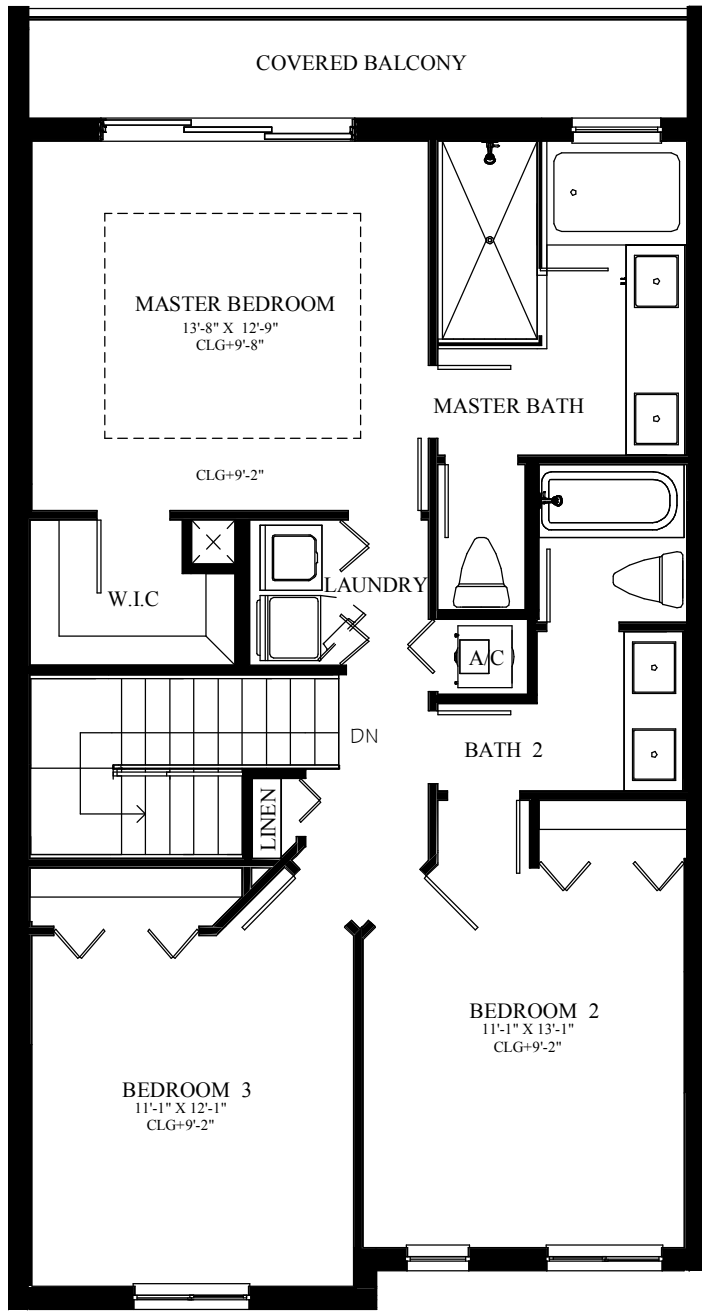 COVERED BALCONY
MASTER BEDROOM
13'-8" X 12'-9"
CLG+9'-8"
MASTER BATH
CLG+9'-2"
W.I.C
LAUNDRY
A/C
DN
BATH 2
LINEN
BEDROOM 2
11'-1" X 13'-1"
CLG+9'-2"
BEDROOM 3
11'-1" X 12'-1"
CLG+9'-2"